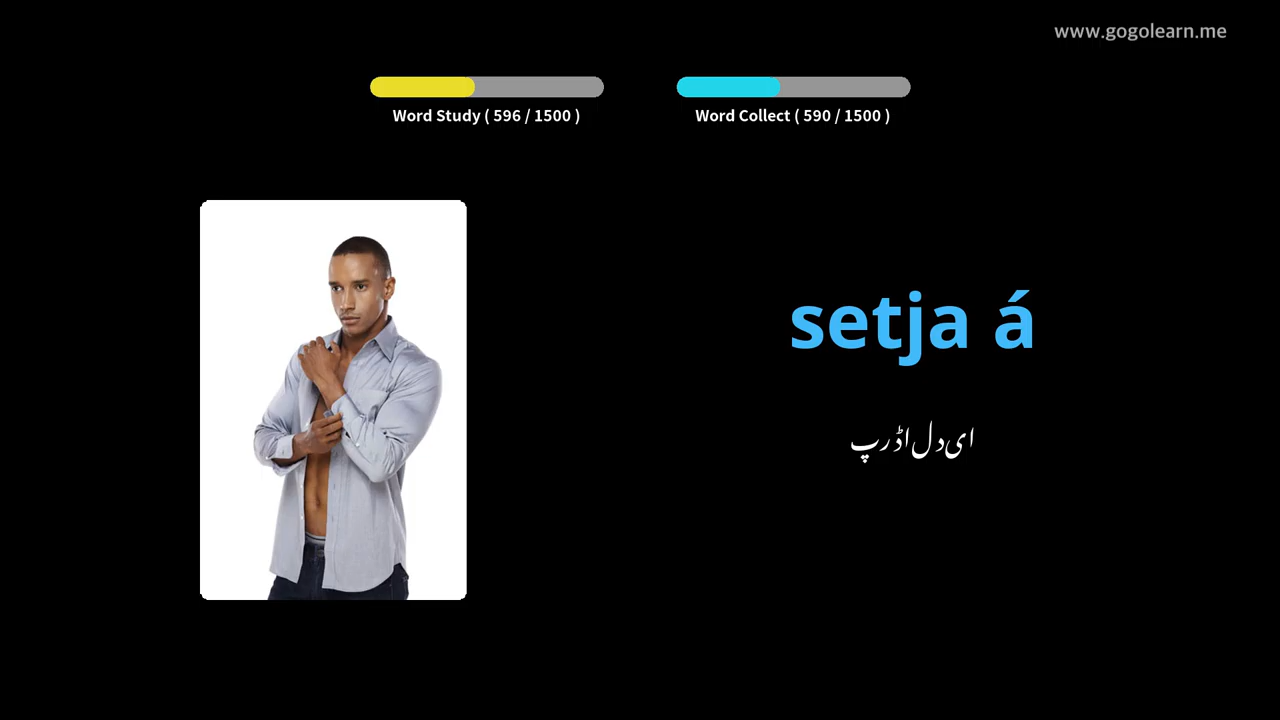 www.gogolearn.me
Word Study ( 596 / 1500 )
Word Collect ( 590 / 1500 )
setja á
ای دل اڈرپ